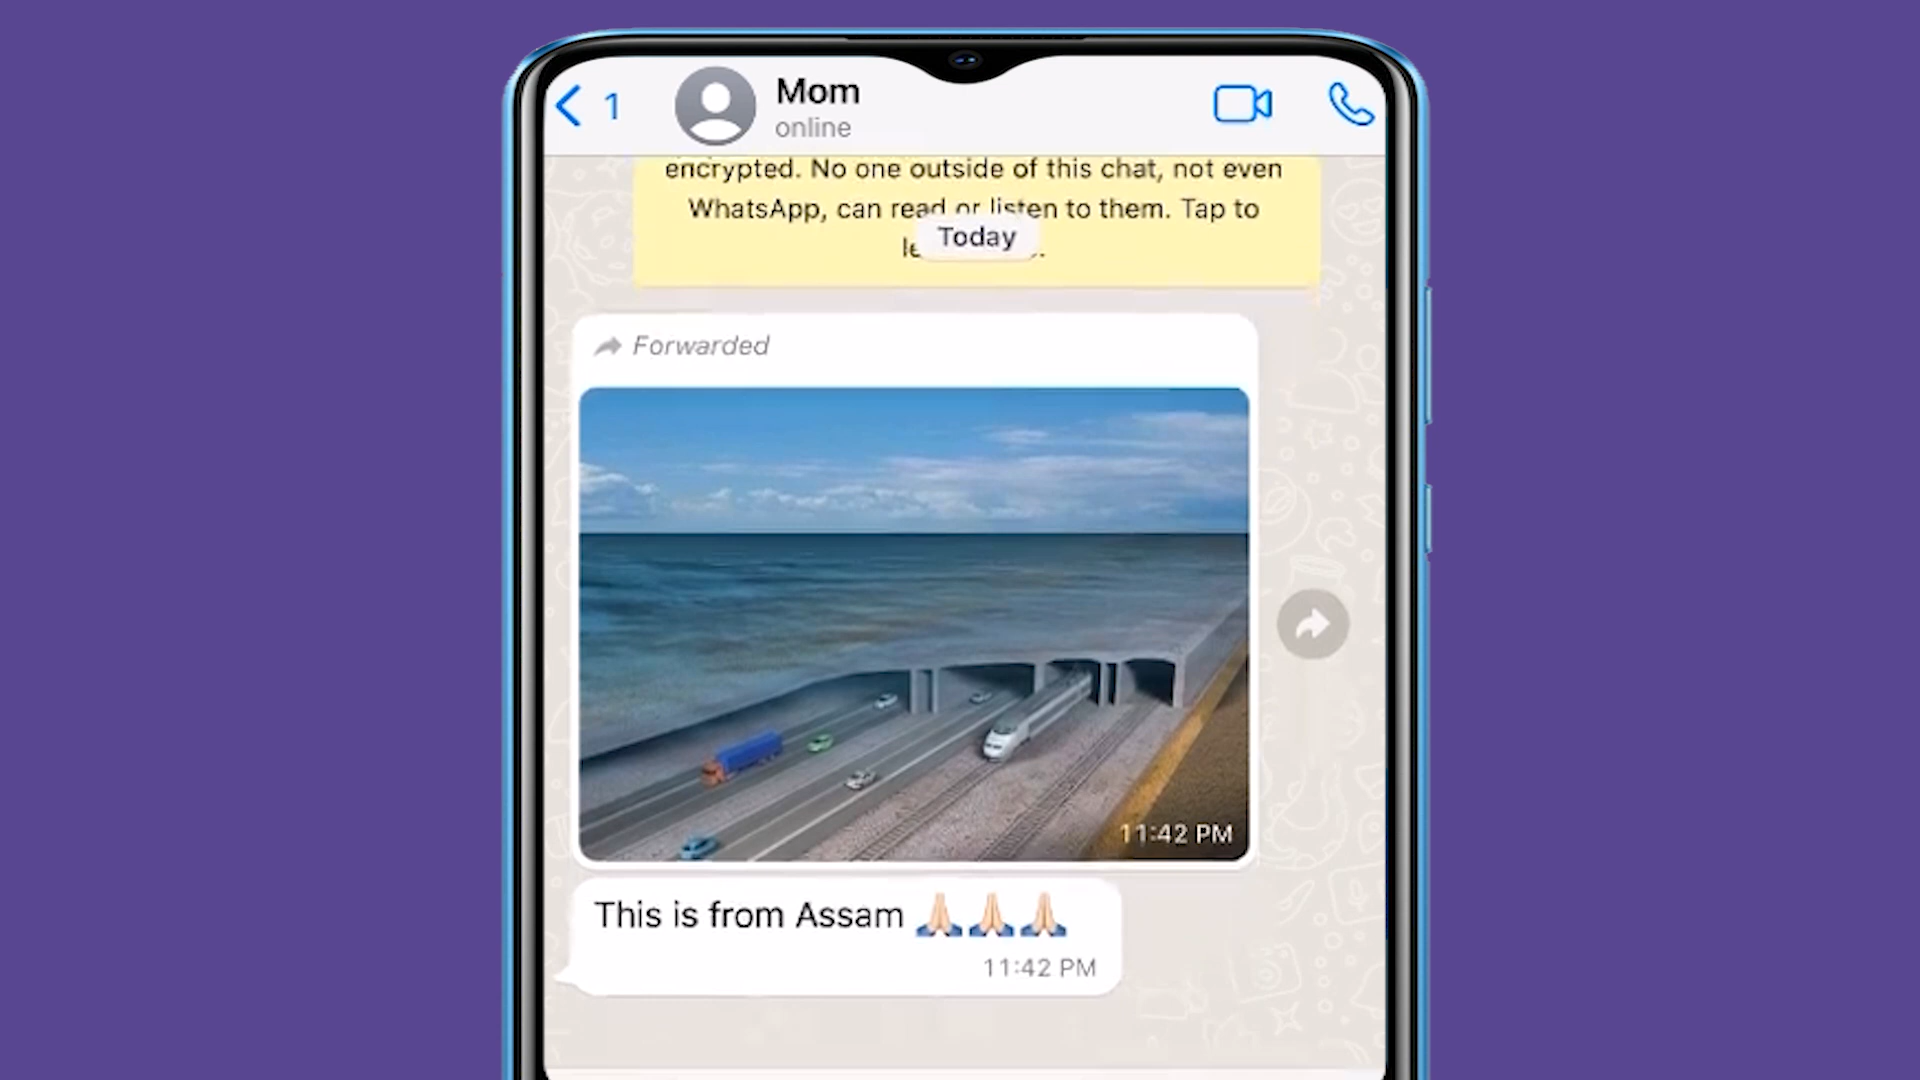 1
Mom
online
encrypted. No one outside of this chat, not even
WhatsApp, can read or listen to them. Tap to
Today
Forwarded
11:42 PM
This is from Assam 🙏🏻🙏🏻🙏🏻
11:42 PM